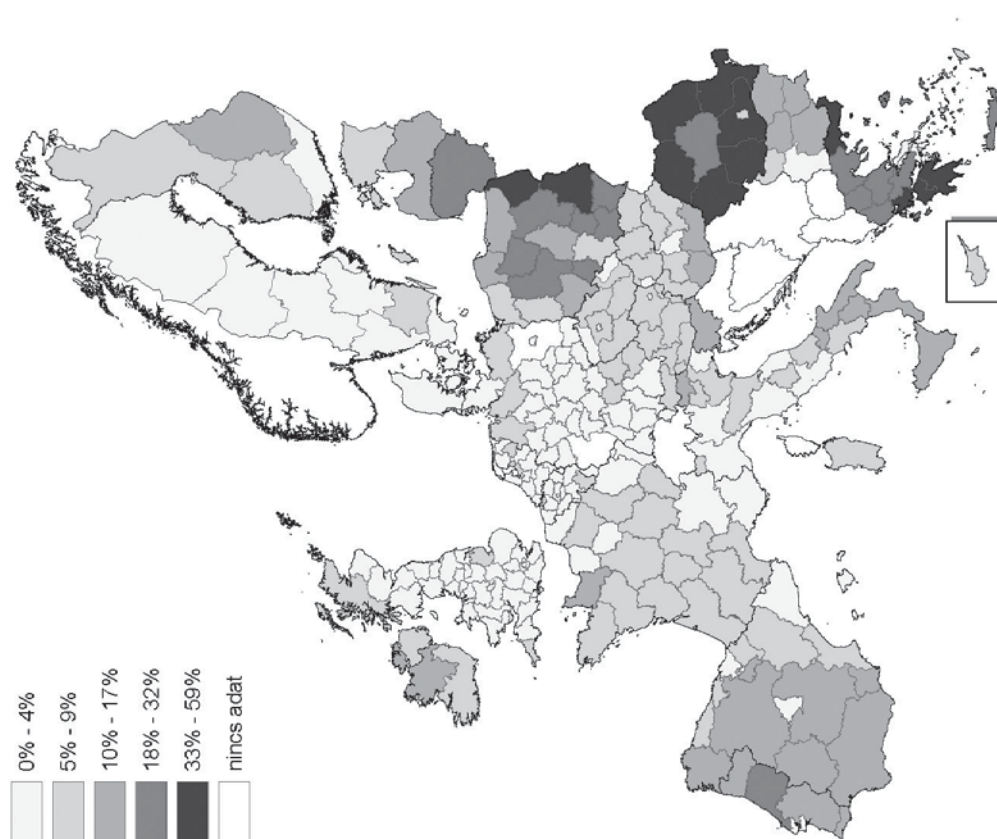 0% - 4%
5% - 9%
10% - 17%
18% - 32%
33% - 59%
nincs adat